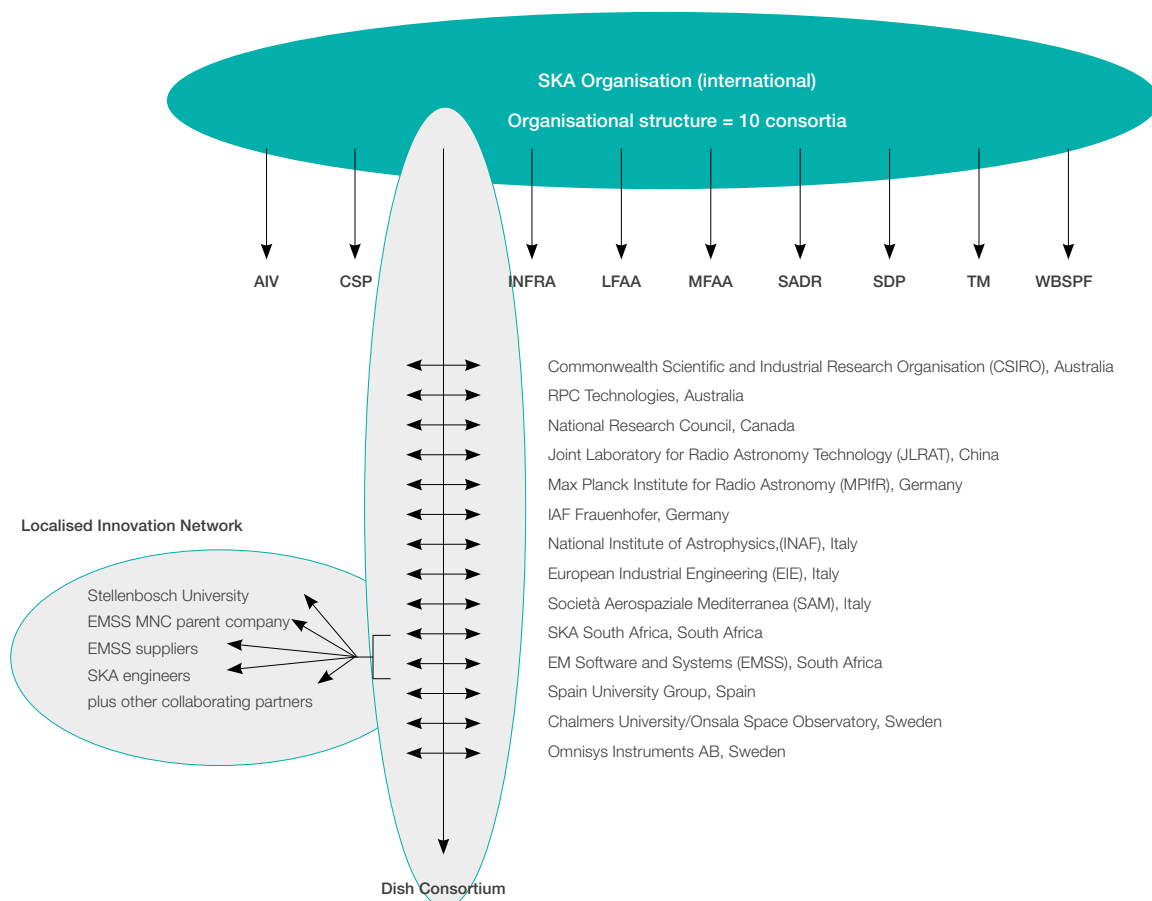 SKA Organisation (international)
Organisational structure = 10 consortia
AIV
CSP
INFRA
LFAA
MFAA
SADR
SDP
TM
WBSPF
Commonwealth Scientific and Industrial Research Organisation (CSIRO), Australia
RPC Technologies, Australia
National Research Council, Canada
Joint Laboratory for Radio Astronomy Technology (JLRAT), China
Max Planck Institute for Radio Astronomy (MPIfR), Germany
IAF Frauenhofer, Germany
National Institute of Astrophysics,(INAF), Italy
European Industrial Engineering (EIE), Italy
Società Aerospaziale Mediterranea (SAM), Italy
SKA South Africa, South Africa
EM Software and Systems (EMSS), South Africa
Spain University Group, Spain
Chalmers University/Onsala Space Observatory, Sweden
Omnisys Instruments AB, Sweden
Localised Innovation Network
Stellenbosch University
EMSS MNC parent company
EMSS suppliers
SKA engineers
plus other collaborating partners
Dish Consortium